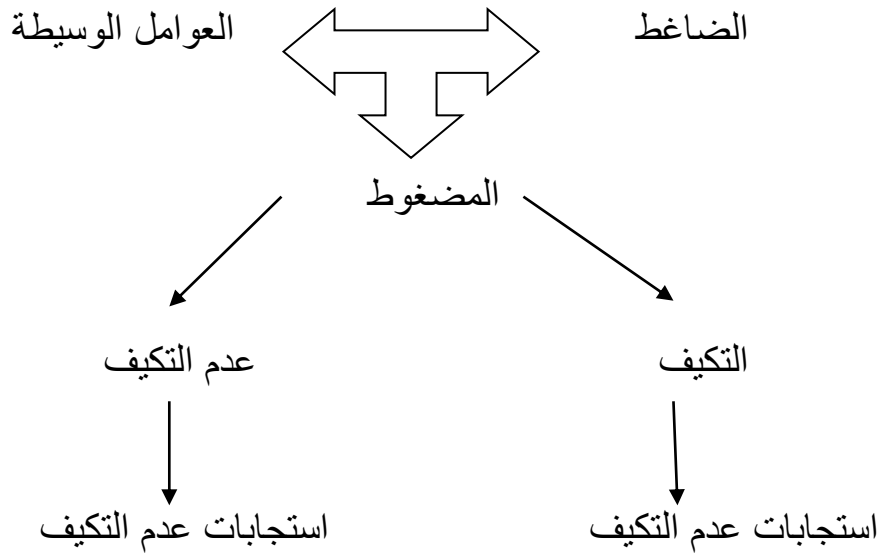 الضاغط
العوامل الوسيطة
المضغوط
التكيف
عدم التكيف
استجابات عدم التكيف
استجابات عدم التكيف